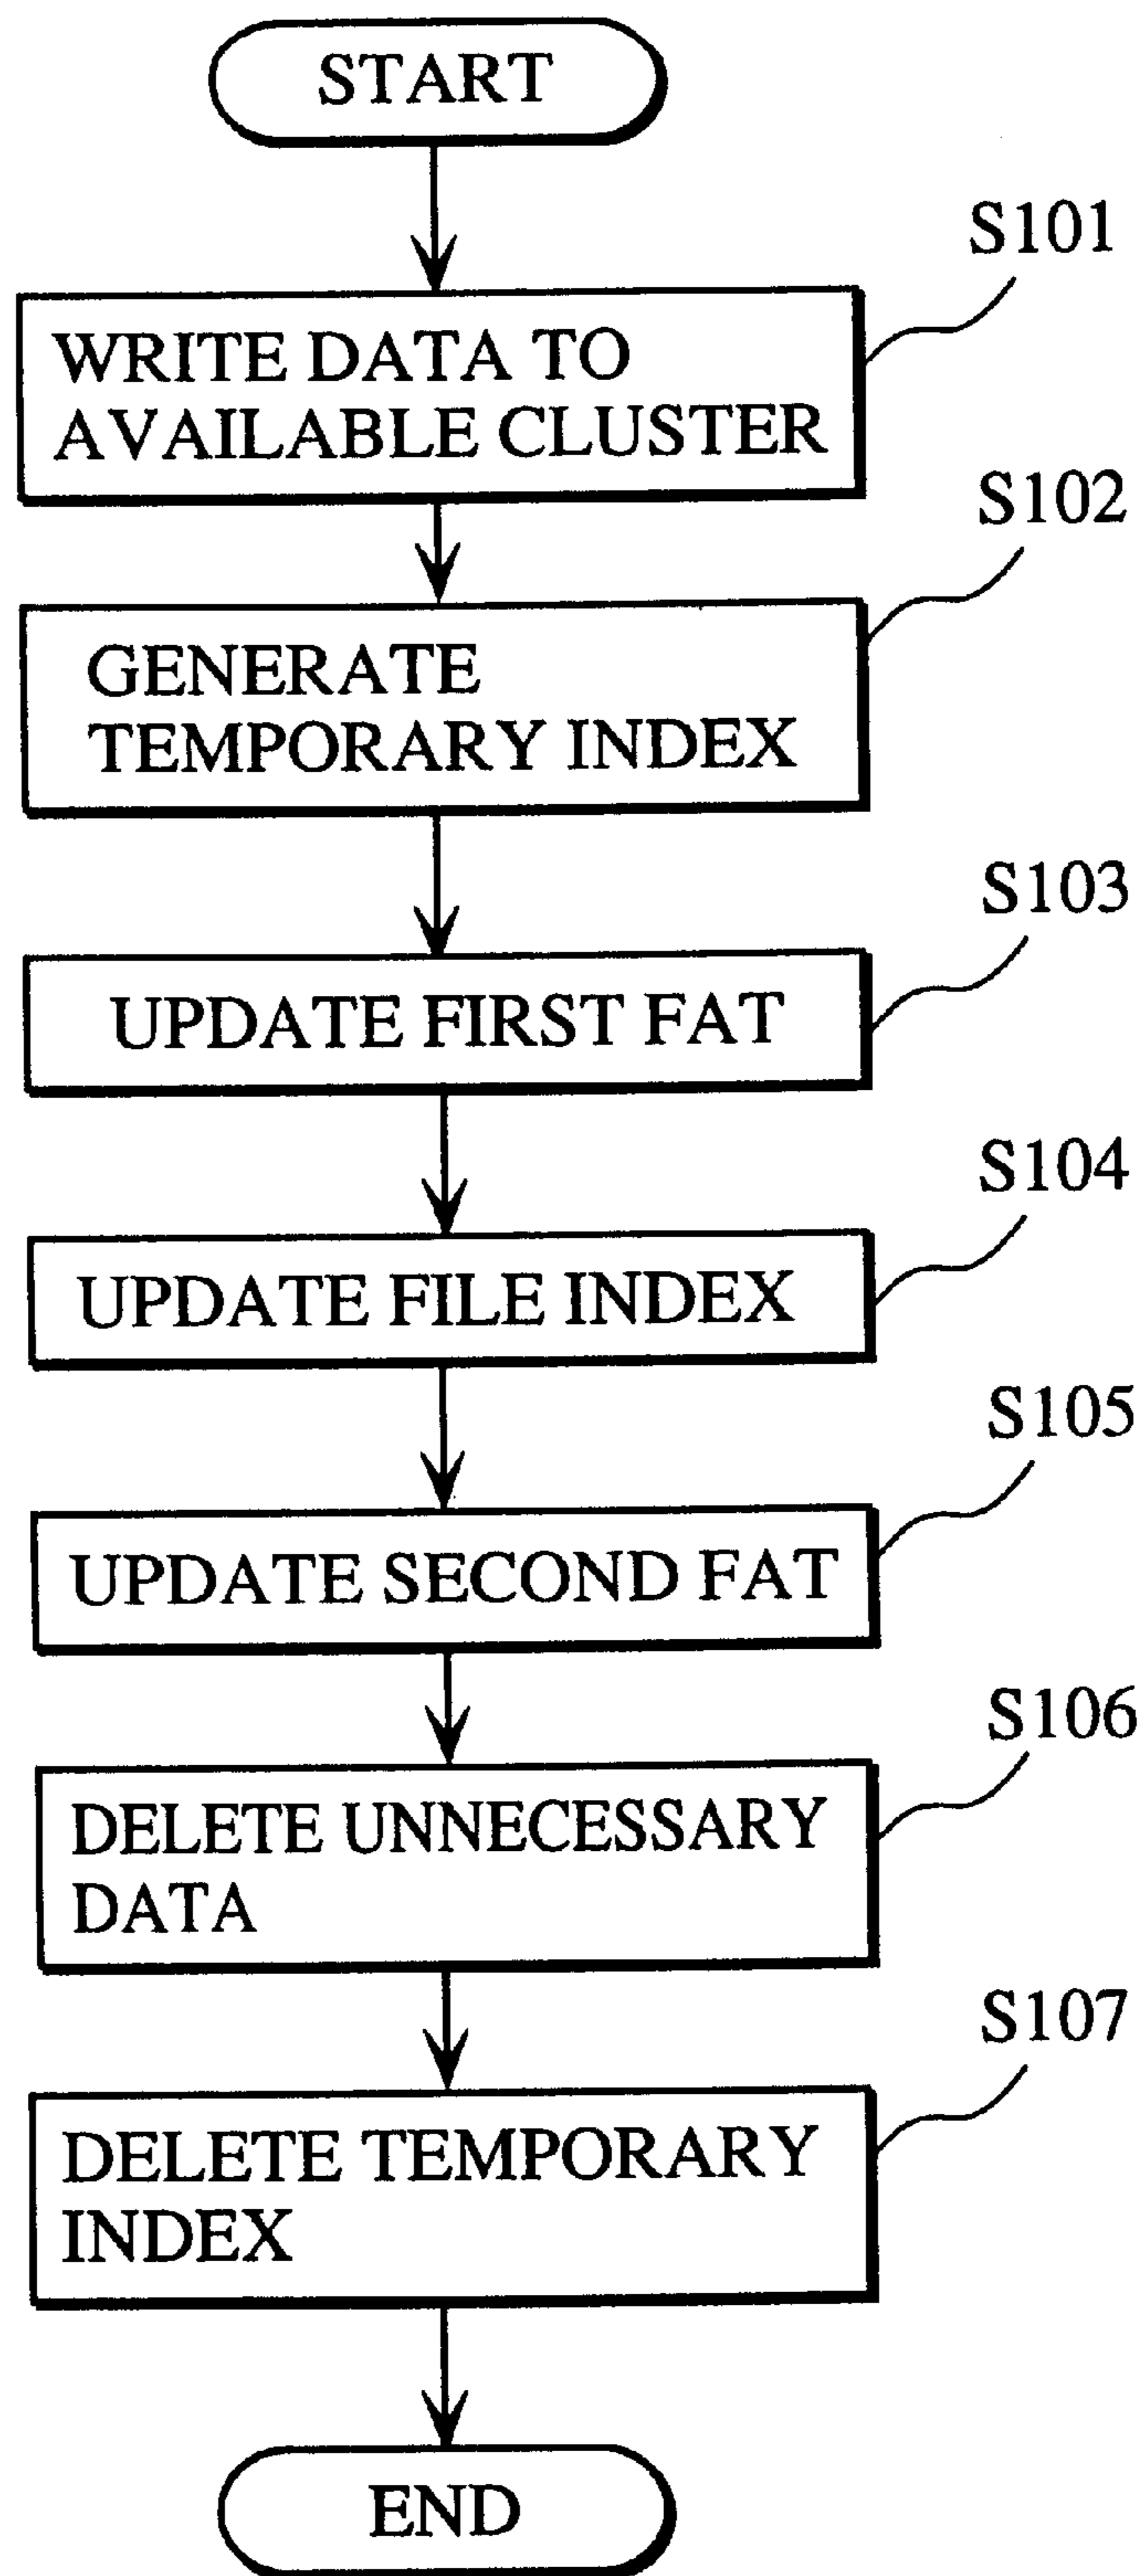 START
S101
WRITE DATA TO
AVAILABLE CLUSTER
S102
GENERATE
TEMPORARY INDEX
S103
UPDATE FIRST FAT
S104
UPDATE FILE INDEX
S105
UPDATE SECOND FAT
S106
DELETE UNNECESSARY
DATA
S107
DELETE TEMPORARY
INDEX
END